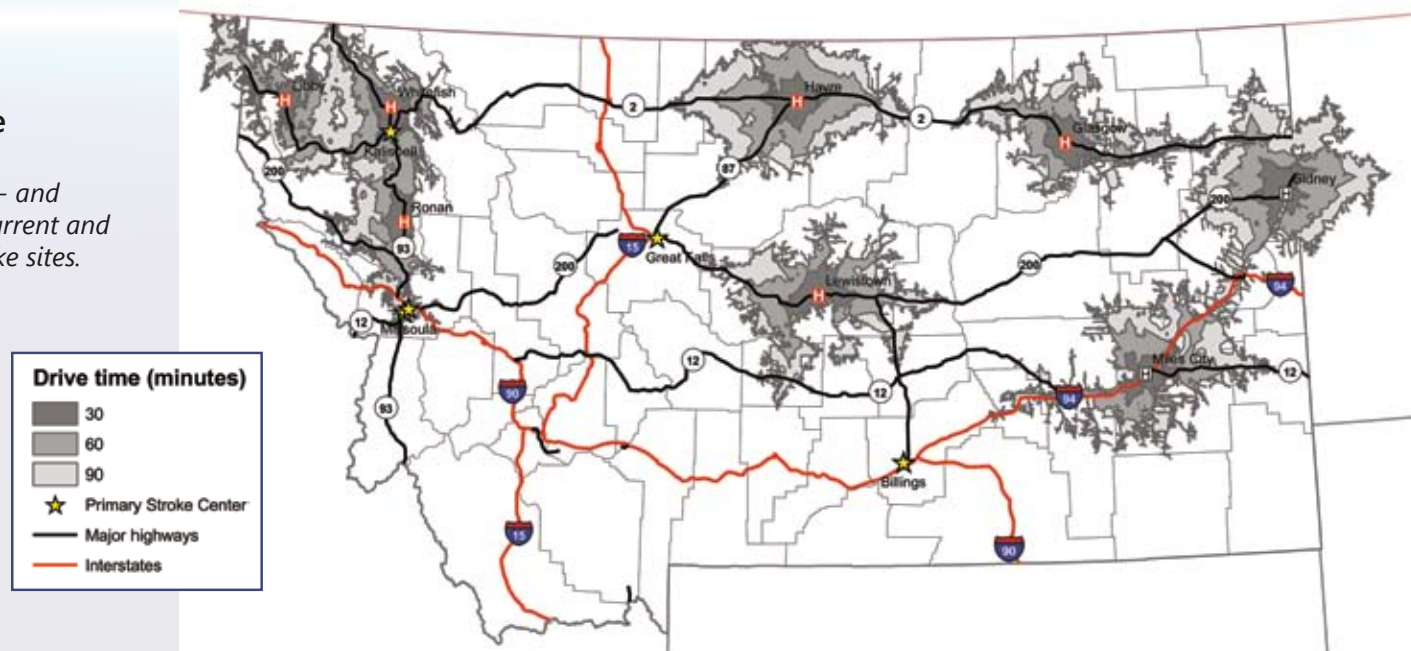 e
– and
urrent and
ke sites.
Drive time (minutes)
30
60
90
Primary Stroke Center
Major highways
Interstates
Libby
H
Whitefish
H
Kalispell
200
Ronan
H
93
Missoula
12
93
2
Havre
H
87
2
Glasgow
H
Sidney
H
200
15
Great Falls
200
Lewistown
H
200
94
Miles City
H
12
12
12
90
94
Billings
15
90